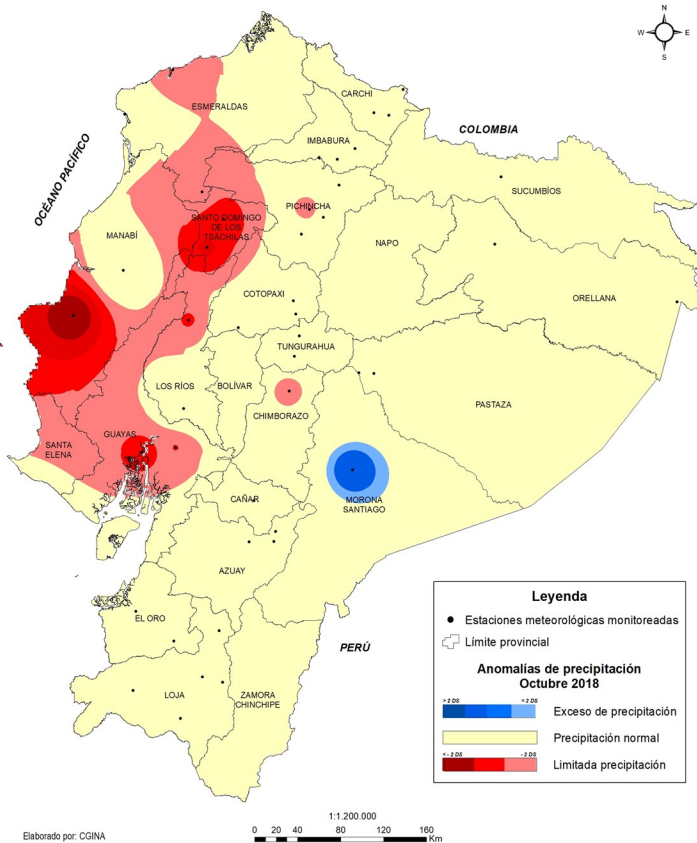 N
W
E
S
CARCHI
ESMERALDAS
COLOMBIA
IMBABURA
OCÉANO PACÍFICO
SUCUMBÍOS
PICHINCHA
SANTO DOMINGO
DE LOS
TSÁCHILAS
MANABÍ
NAPO
COTOPAXI
ORELLANA
TUNGURAHUA
LOS RÍOS
BOLÍVAR
PASTAZA
CHIMBORAZO
GUAYAS
SANTA
ELENA
CAÑAR
MORONA
SANTIAGO
AZUAY
EL ORO
PERÚ
LOJA
ZAMORA
CHINCHIPE
Leyenda
Estaciones meteorológicas monitoreadas
Límite provincial
Anomalías de precipitación
Octubre 2018
> 2 DS
< 2 DS
Exceso de precipitación
Precipitación normal
< - 2 DS
- 2 DS
Limitada precipitación
1:1.200.000
0 20 40 80 120 160
Km
Elaborado por: CGINA